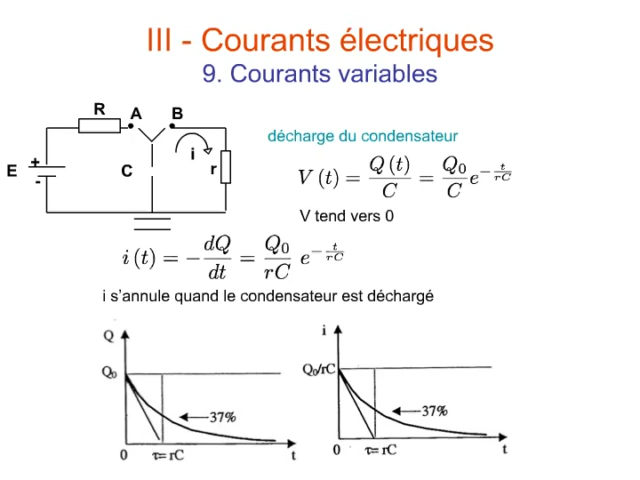 III - Courants électriques
9. Courants variables
R A B
décharge du condensateur
E + - C i r
V (t) = Q (t) / C = Q₀ / C e^{-t/rC}
V tend vers 0
i (t) = - dQ / dt = Q₀ / rC e^{-t/rC}
i s'annule quand le condensateur est déchargé
Q
Q₀
37%
0 τ= rC t
i
Q₀/rC
37%
0 τ= rC t